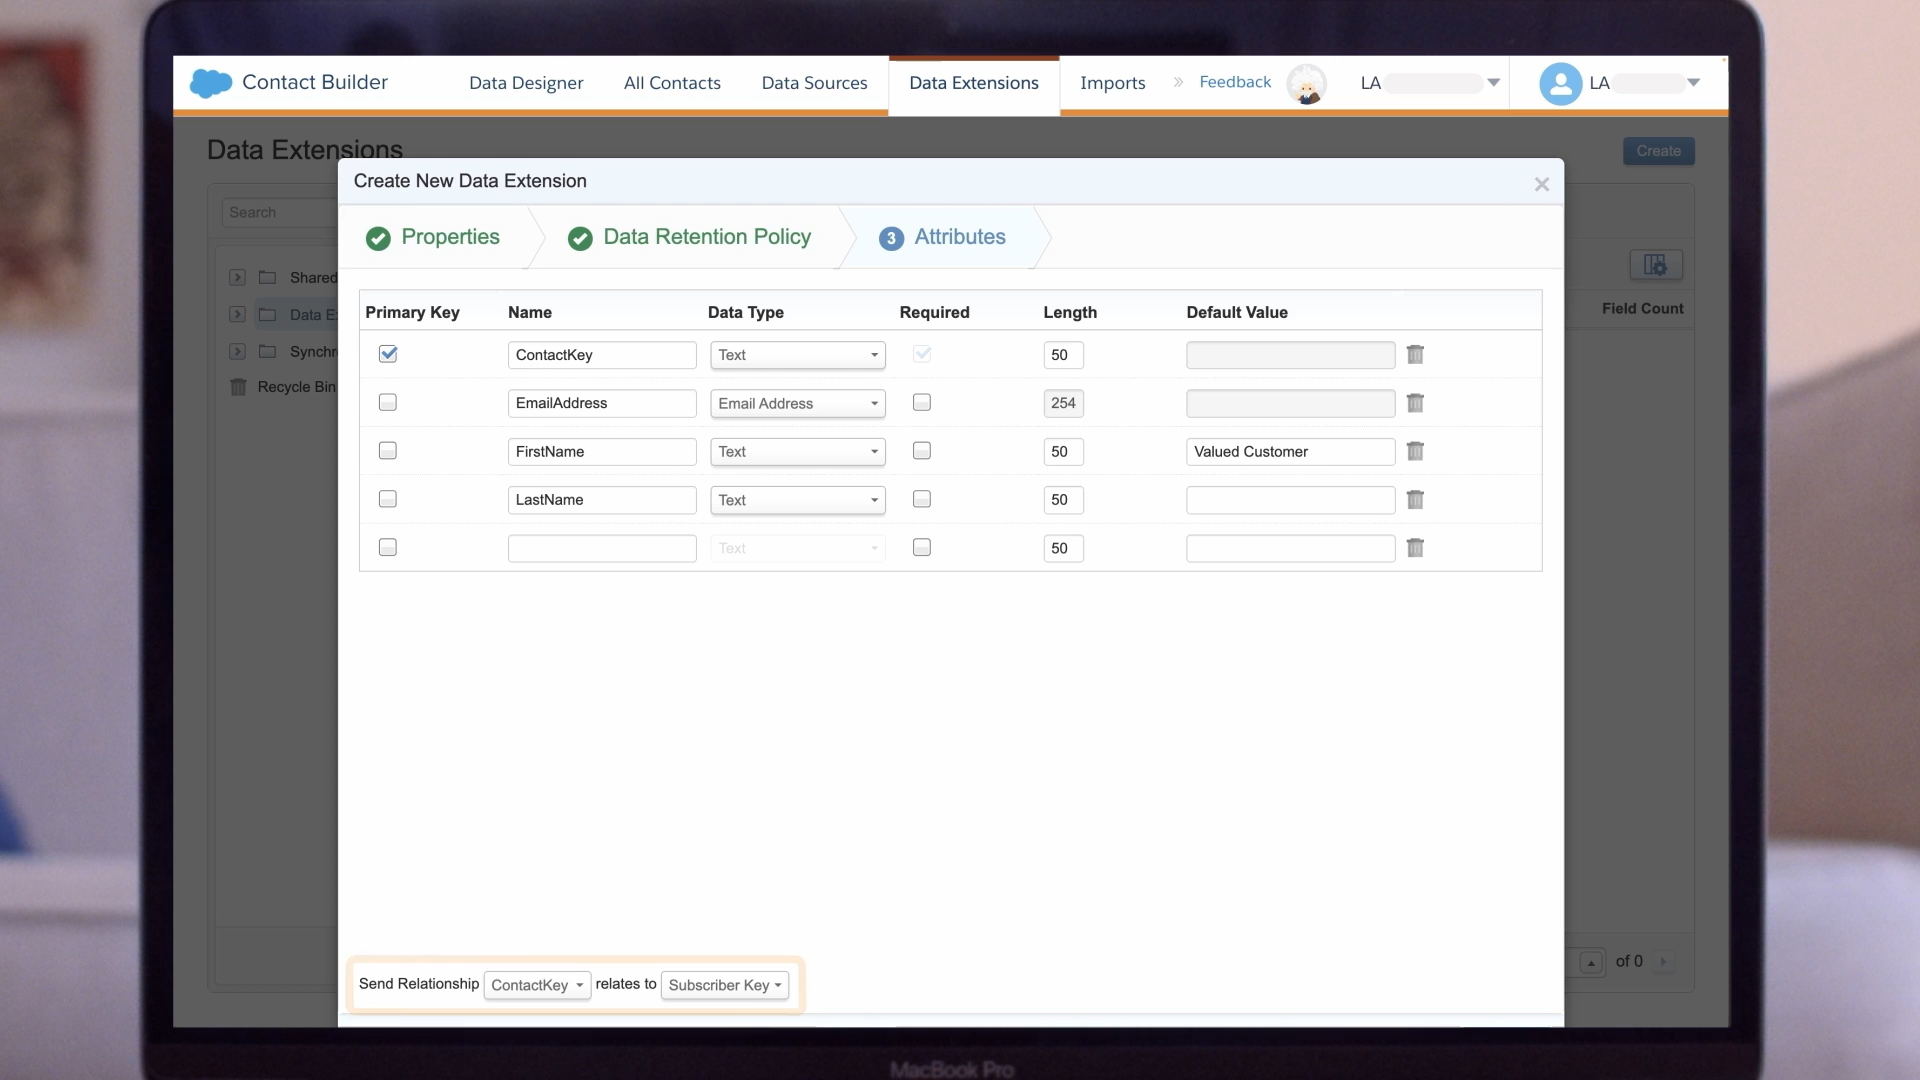 Contact Builder Data Designer All Contacts Data Sources Data Extensions Imports » Feedback LA LA
Data Extensions
Create
Create New Data Extension
Search
Properties Data Retention Policy 3 Attributes
Shared
Data E
Synchr
Recycle Bin
Field Count
Primary Key Name Data Type Required Length Default Value
ContactKey Text 50
EmailAddress Email Address 254
FirstName Text 50 Valued Customer
LastName Text 50
Text 50
of 0
Send Relationship ContactKey relates to Subscriber Key
MacBook Pro